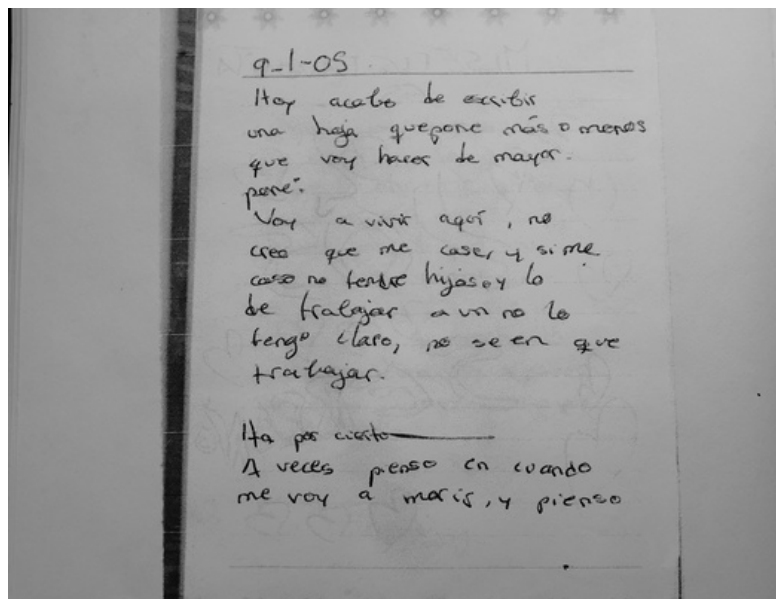 9-1-05
Hoy acabo de escribir
una hoja que pone más o menos
que voy hacer de mayor.
pone:
Voy a vivir aquí, no
creo que me case, y si me
caso no tendre hijos y lo
de trabajar a un no lo
tengo claro, no se en que
trabajar.
Ha por cierto
A veces pienso en cuando
me voy a morir, y pienso